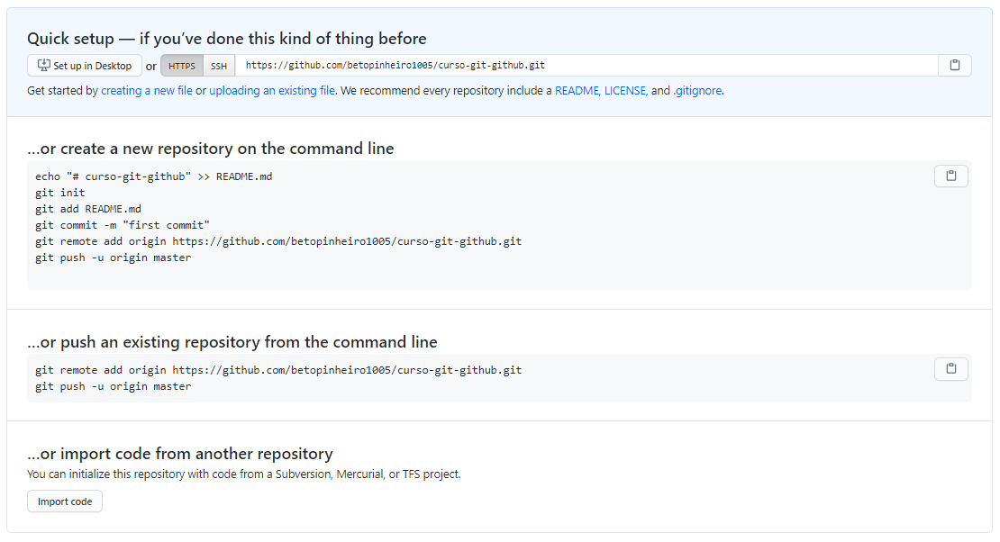 Quick setup — if you’ve done this kind of thing before
Set up in Desktop or HTTPS SSH https://github.com/betopinheiro1005/curso-git-github.git
Get started by creating a new file or uploading an existing file. We recommend every repository include a README, LICENSE, and .gitignore.
…or create a new repository on the command line
echo "# curso-git-github" >> README.md
git init
git add README.md
git commit -m "first commit"
git remote add origin https://github.com/betopinheiro1005/curso-git-github.git
git push -u origin master
…or push an existing repository from the command line
git remote add origin https://github.com/betopinheiro1005/curso-git-github.git
git push -u origin master
…or import code from another repository
You can initialize this repository with code from a Subversion, Mercurial, or TFS project.
Import code